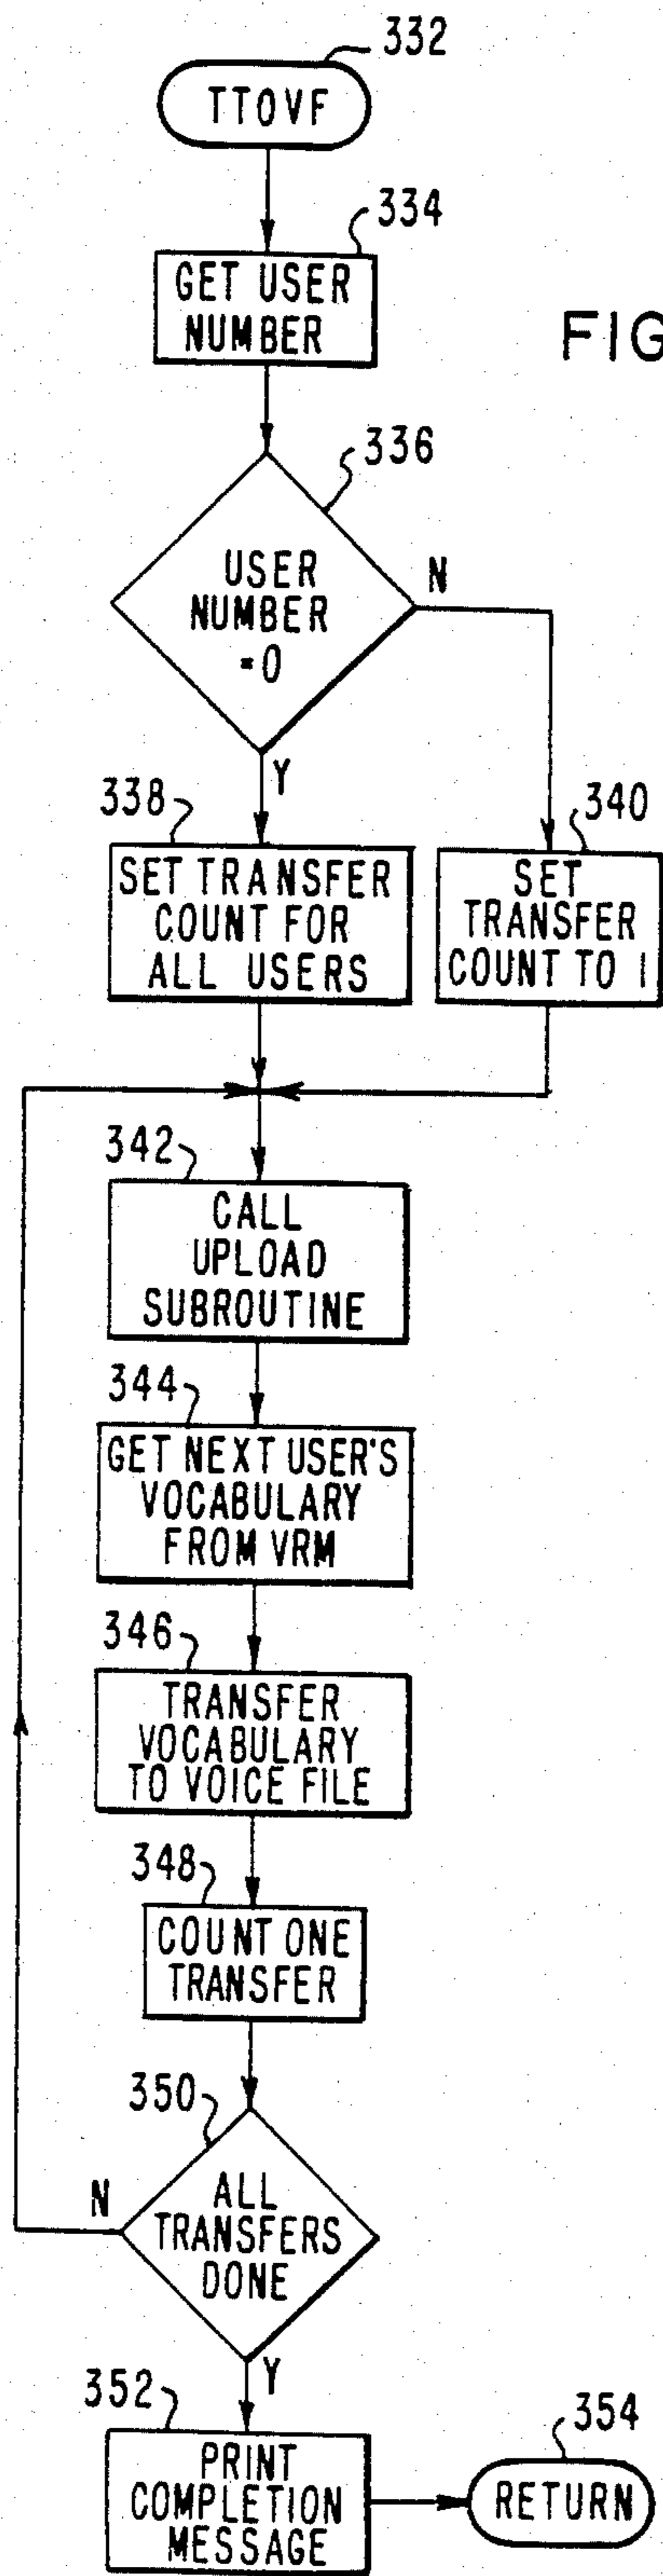 332
TTOVF
334
GET USER
NUMBER
FIG
336
USER
NUMBER
=0
N
Y
338
SET TRANSFER
COUNT FOR
ALL USERS
340
SET
TRANSFER
COUNT TO 1
342
CALL
UPLOAD
SUBROUTINE
344
GET NEXT USER'S
VOCABULARY
FROM VRM
346
TRANSFER
VOCABULARY
TO VOICE FILE
348
COUNT ONE
TRANSFER
350
ALL
TRANSFERS
DONE
N
Y
352
PRINT
COMPLETION
MESSAGE
354
RETURN